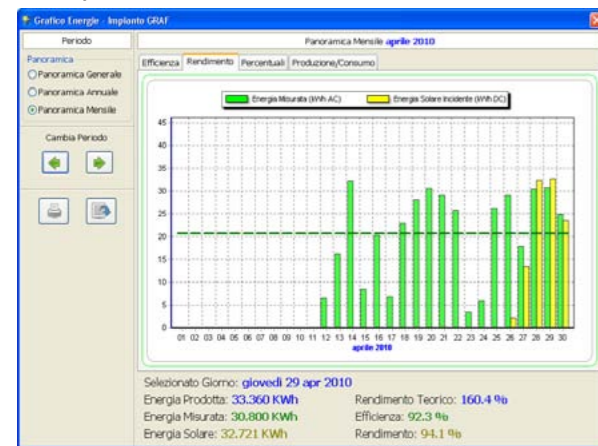 Grafico Energie - Impianto GRAF
Periodo
Panoramica
Panoramica Generale
Panoramica Annuale
Panoramica Mensile
Cambia Periodo
Panoramica Mensile aprile 2010
Efficienza Rendimento Percentuali Produzione/Consumo
Energia Misurata (kWh AC) Energia Solare Incidente (kWh DC)
45
40
35
30
25
20
15
10
5
0
01 02 03 04 05 06 07 08 09 10 11 12 13 14 15 16 17 18 19 20 21 22 23 24 25 26 27 28 29 30
aprile 2010
Selezionato Giorno: giovedì 29 apr 2010
Energia Prodotta: 33.360 KWh Rendimento Teorico: 160.4 %
Energia Misurata: 30.800 KWh Efficienza: 92.3 %
Energia Solare: 32.721 KWh Rendimento: 94.1 %